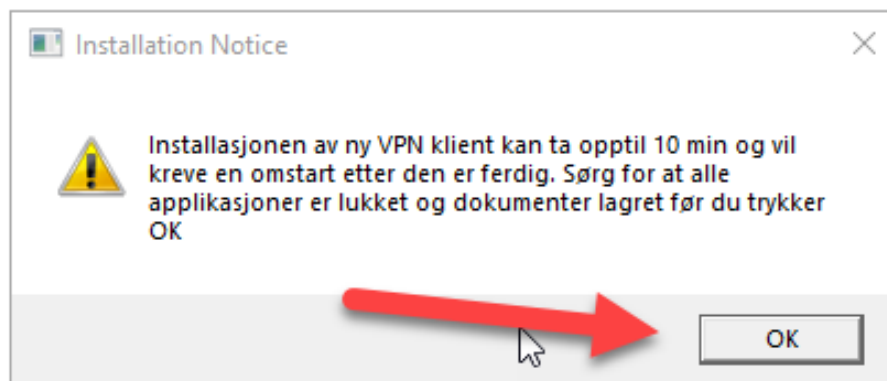 Installation Notice
Installasjonen av ny VPN klient kan ta opptil 10 min og vil
kreve en omstart etter den er ferdig. Sørg for at alle
applikasjoner er lukket og dokumenter lagret før du trykker
OK
OK